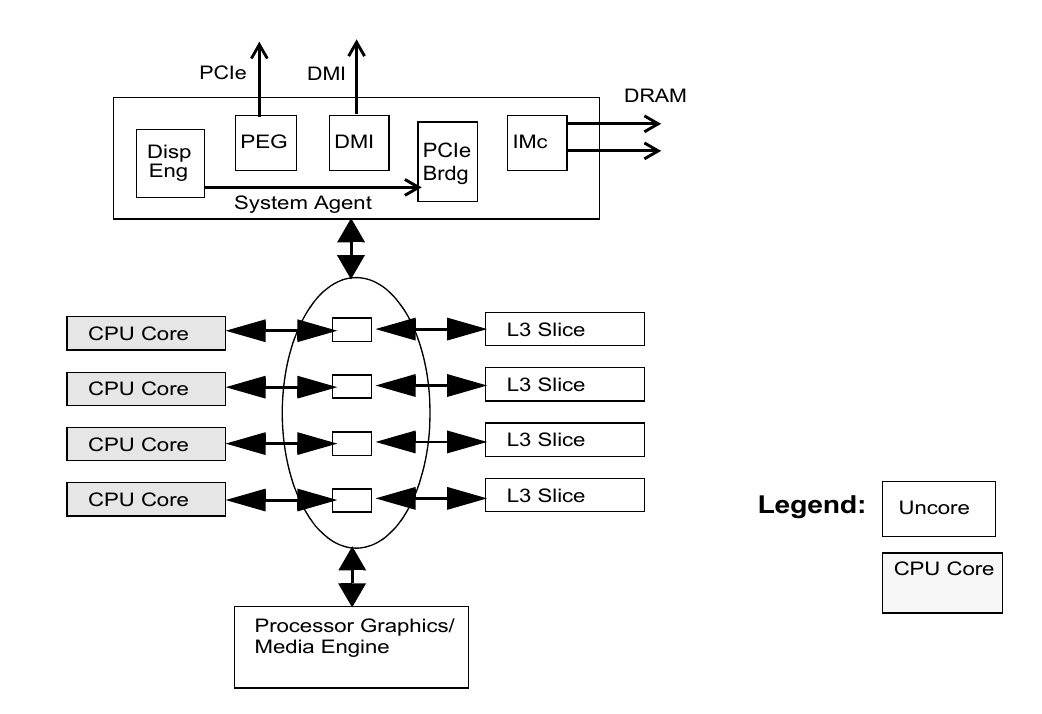 PCIe
DMI
DRAM
Disp
Eng
PEG
DMI
PCIe
Brdg
IMc
System Agent
CPU Core
L3 Slice
CPU Core
L3 Slice
CPU Core
L3 Slice
CPU Core
L3 Slice
Legend:
Uncore
CPU Core
Processor Graphics/
Media Engine